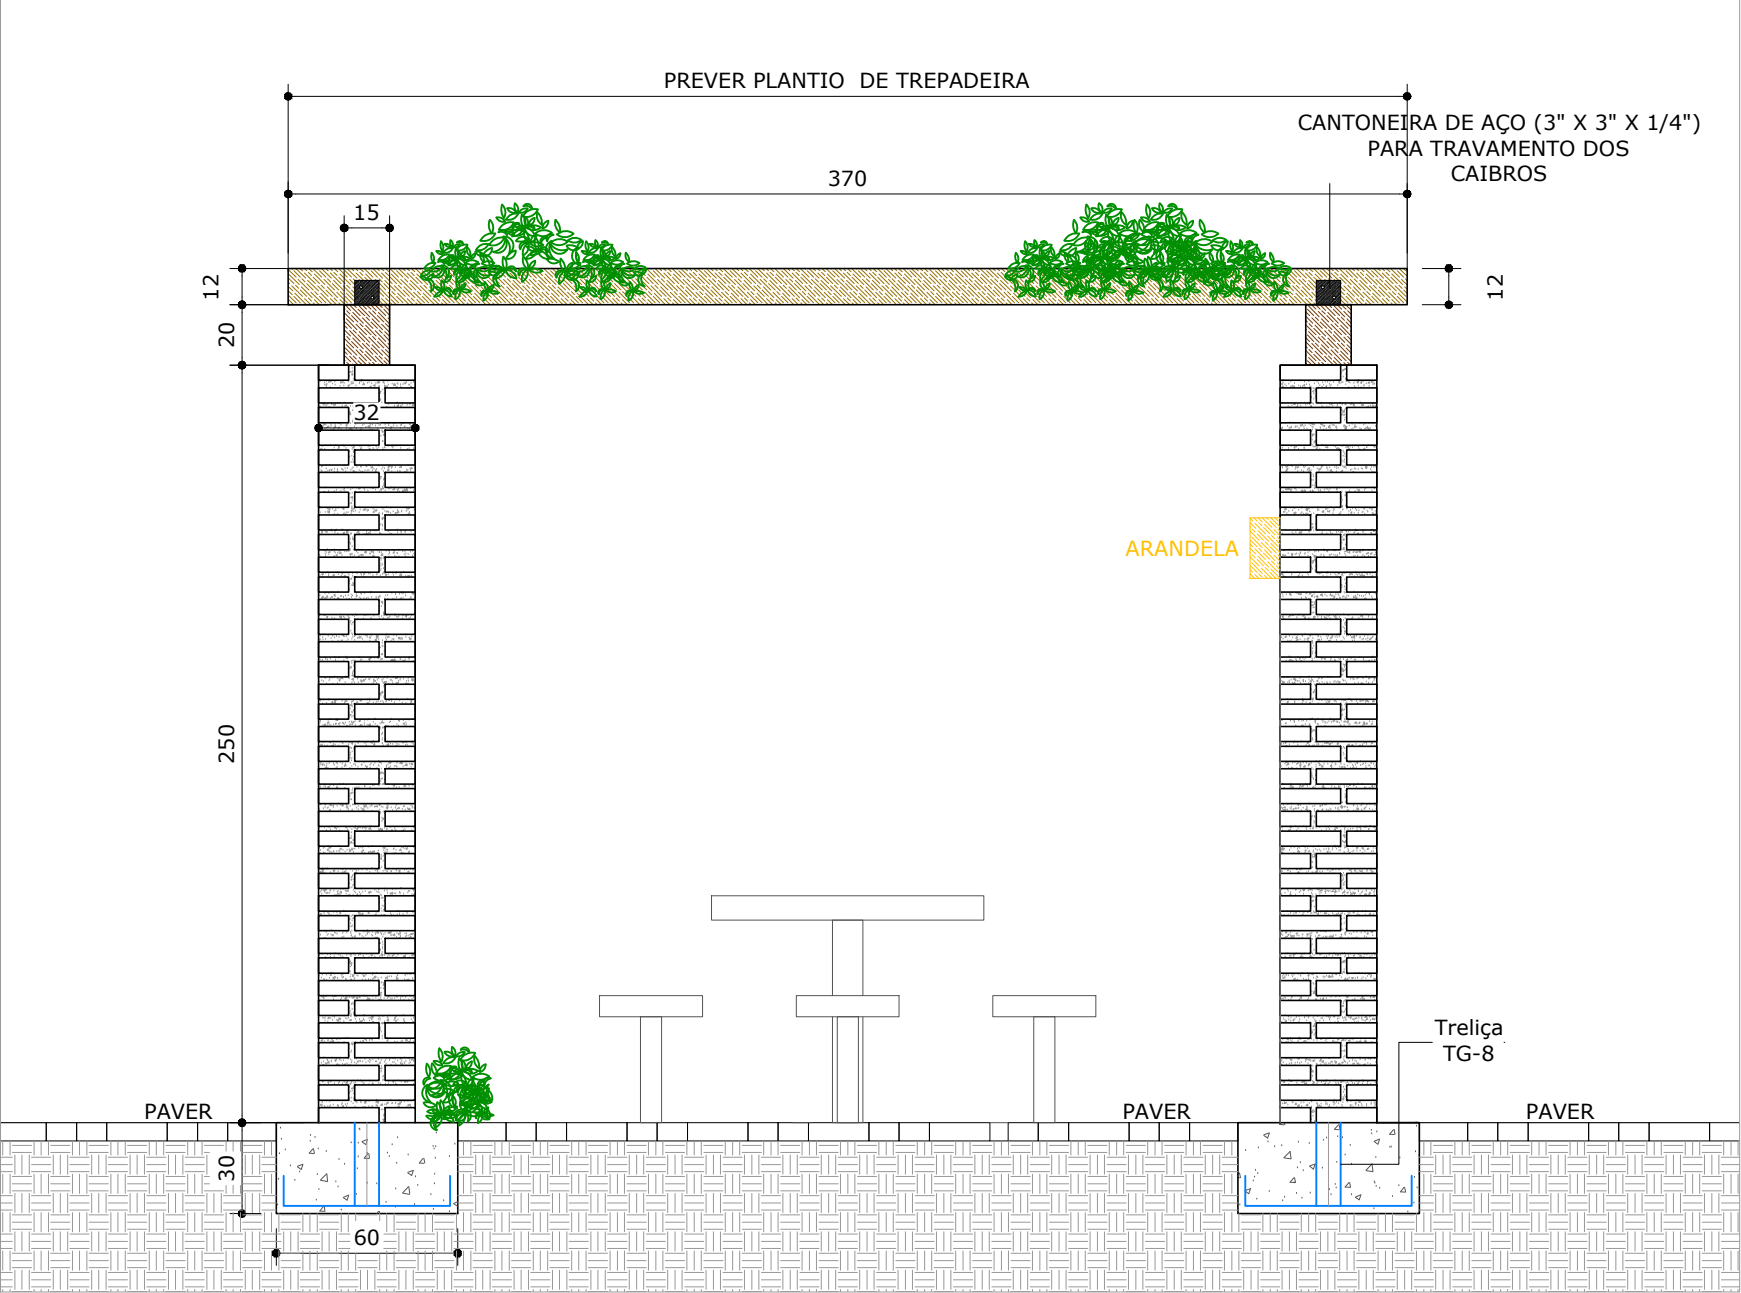 PREVER PLANTIO DE TREPADEIRA
CANTONEIRA DE AÇO (3" X 3" X 1/4")
PARA TRAVAMENTO DOS
CAIBROS
370
15
12
12
20
32
ARANDELA
250
Treliça
TG-8
PAVER
PAVER
PAVER
30
60